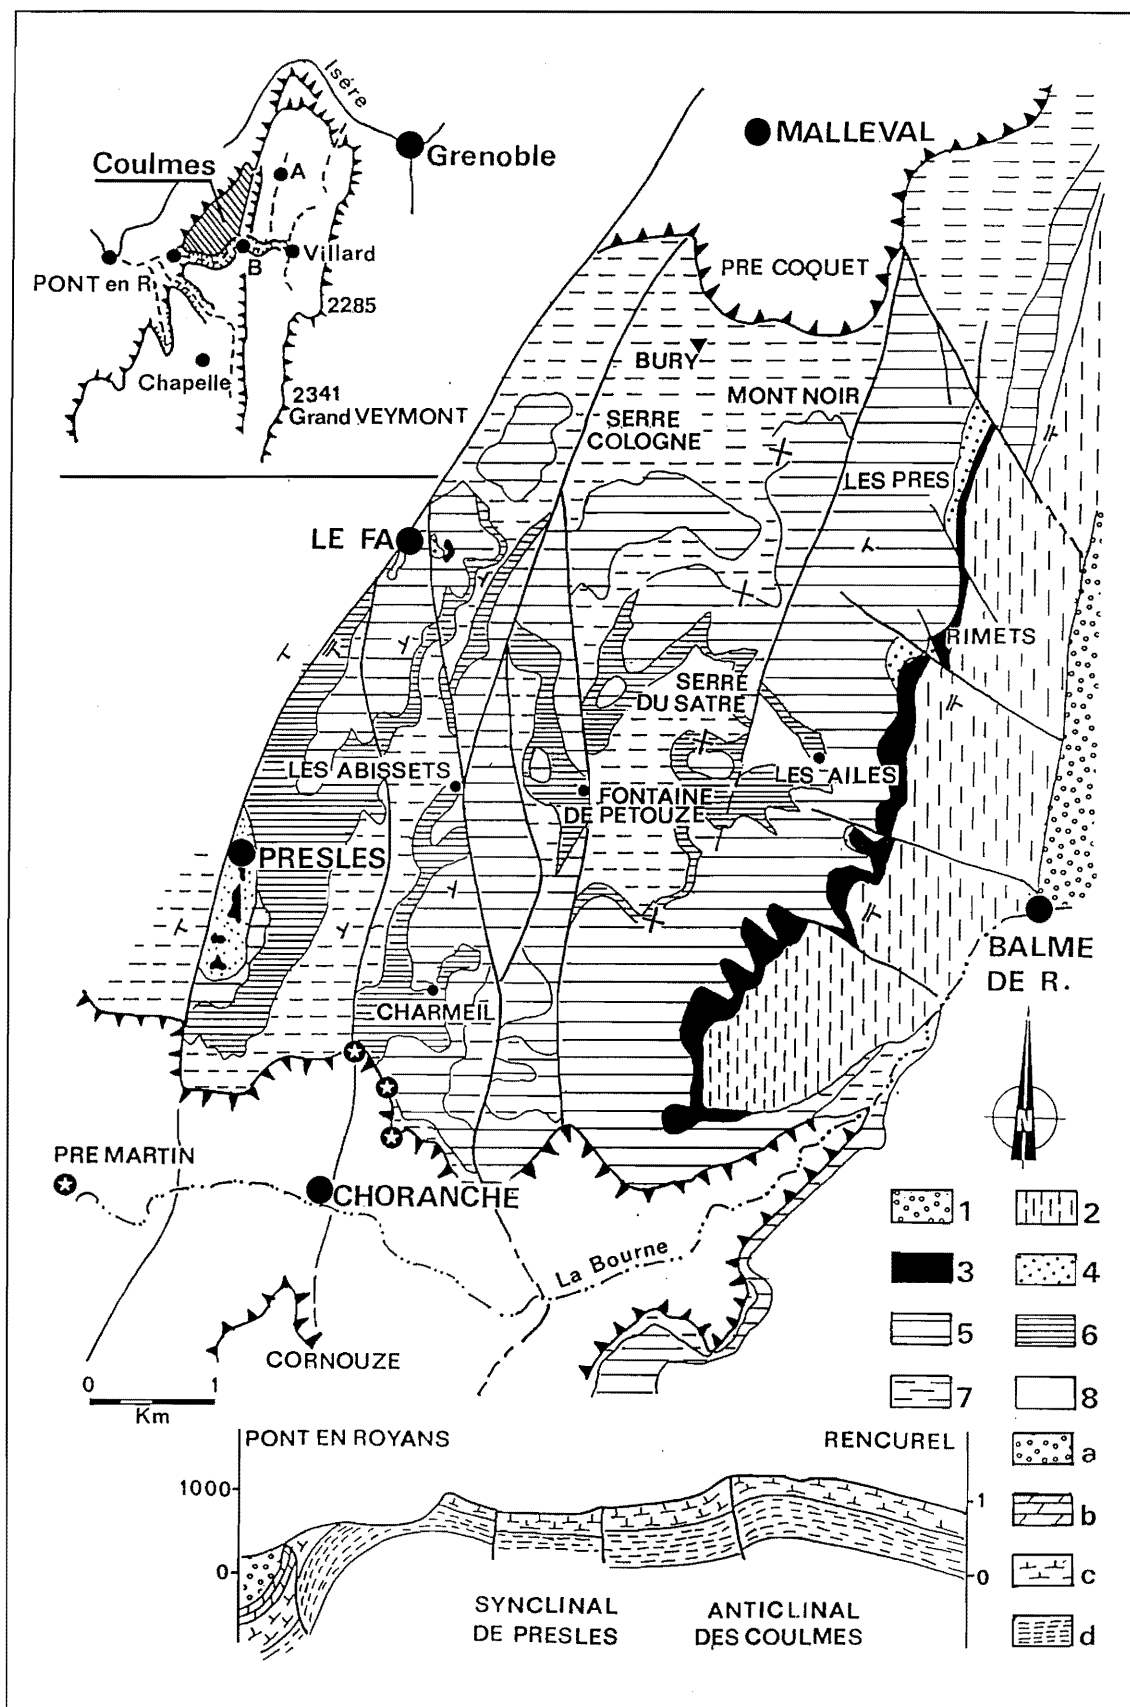 Isére
Grenoble
Coulmes
A
Villard
B
PONT en R.
2285
Chapelle
2341
Grand VEYMONT
MALLEVAL
PRE COQUET
BURY
MONT NOIR
SERRE
COLOGNE
LES PRES
LE FA
RIMETS
SERRE
DU SATRE
LES ABISSETS
LES AILES
FONTAINE
DE PETOUZE
PRESLES
BALME
DE R.
CHARMEIL
PRE MARTIN
CHORANCHE
La Bourne
CORNOUZE
0 1
Km
1 2
3 4
5 6
7 8
a
b
c
d
PONT EN ROYANS
RENCUREL
1000
1
0
0
SYNCLINAL
DE PRESLES
ANTICLINAL
DES COULMES